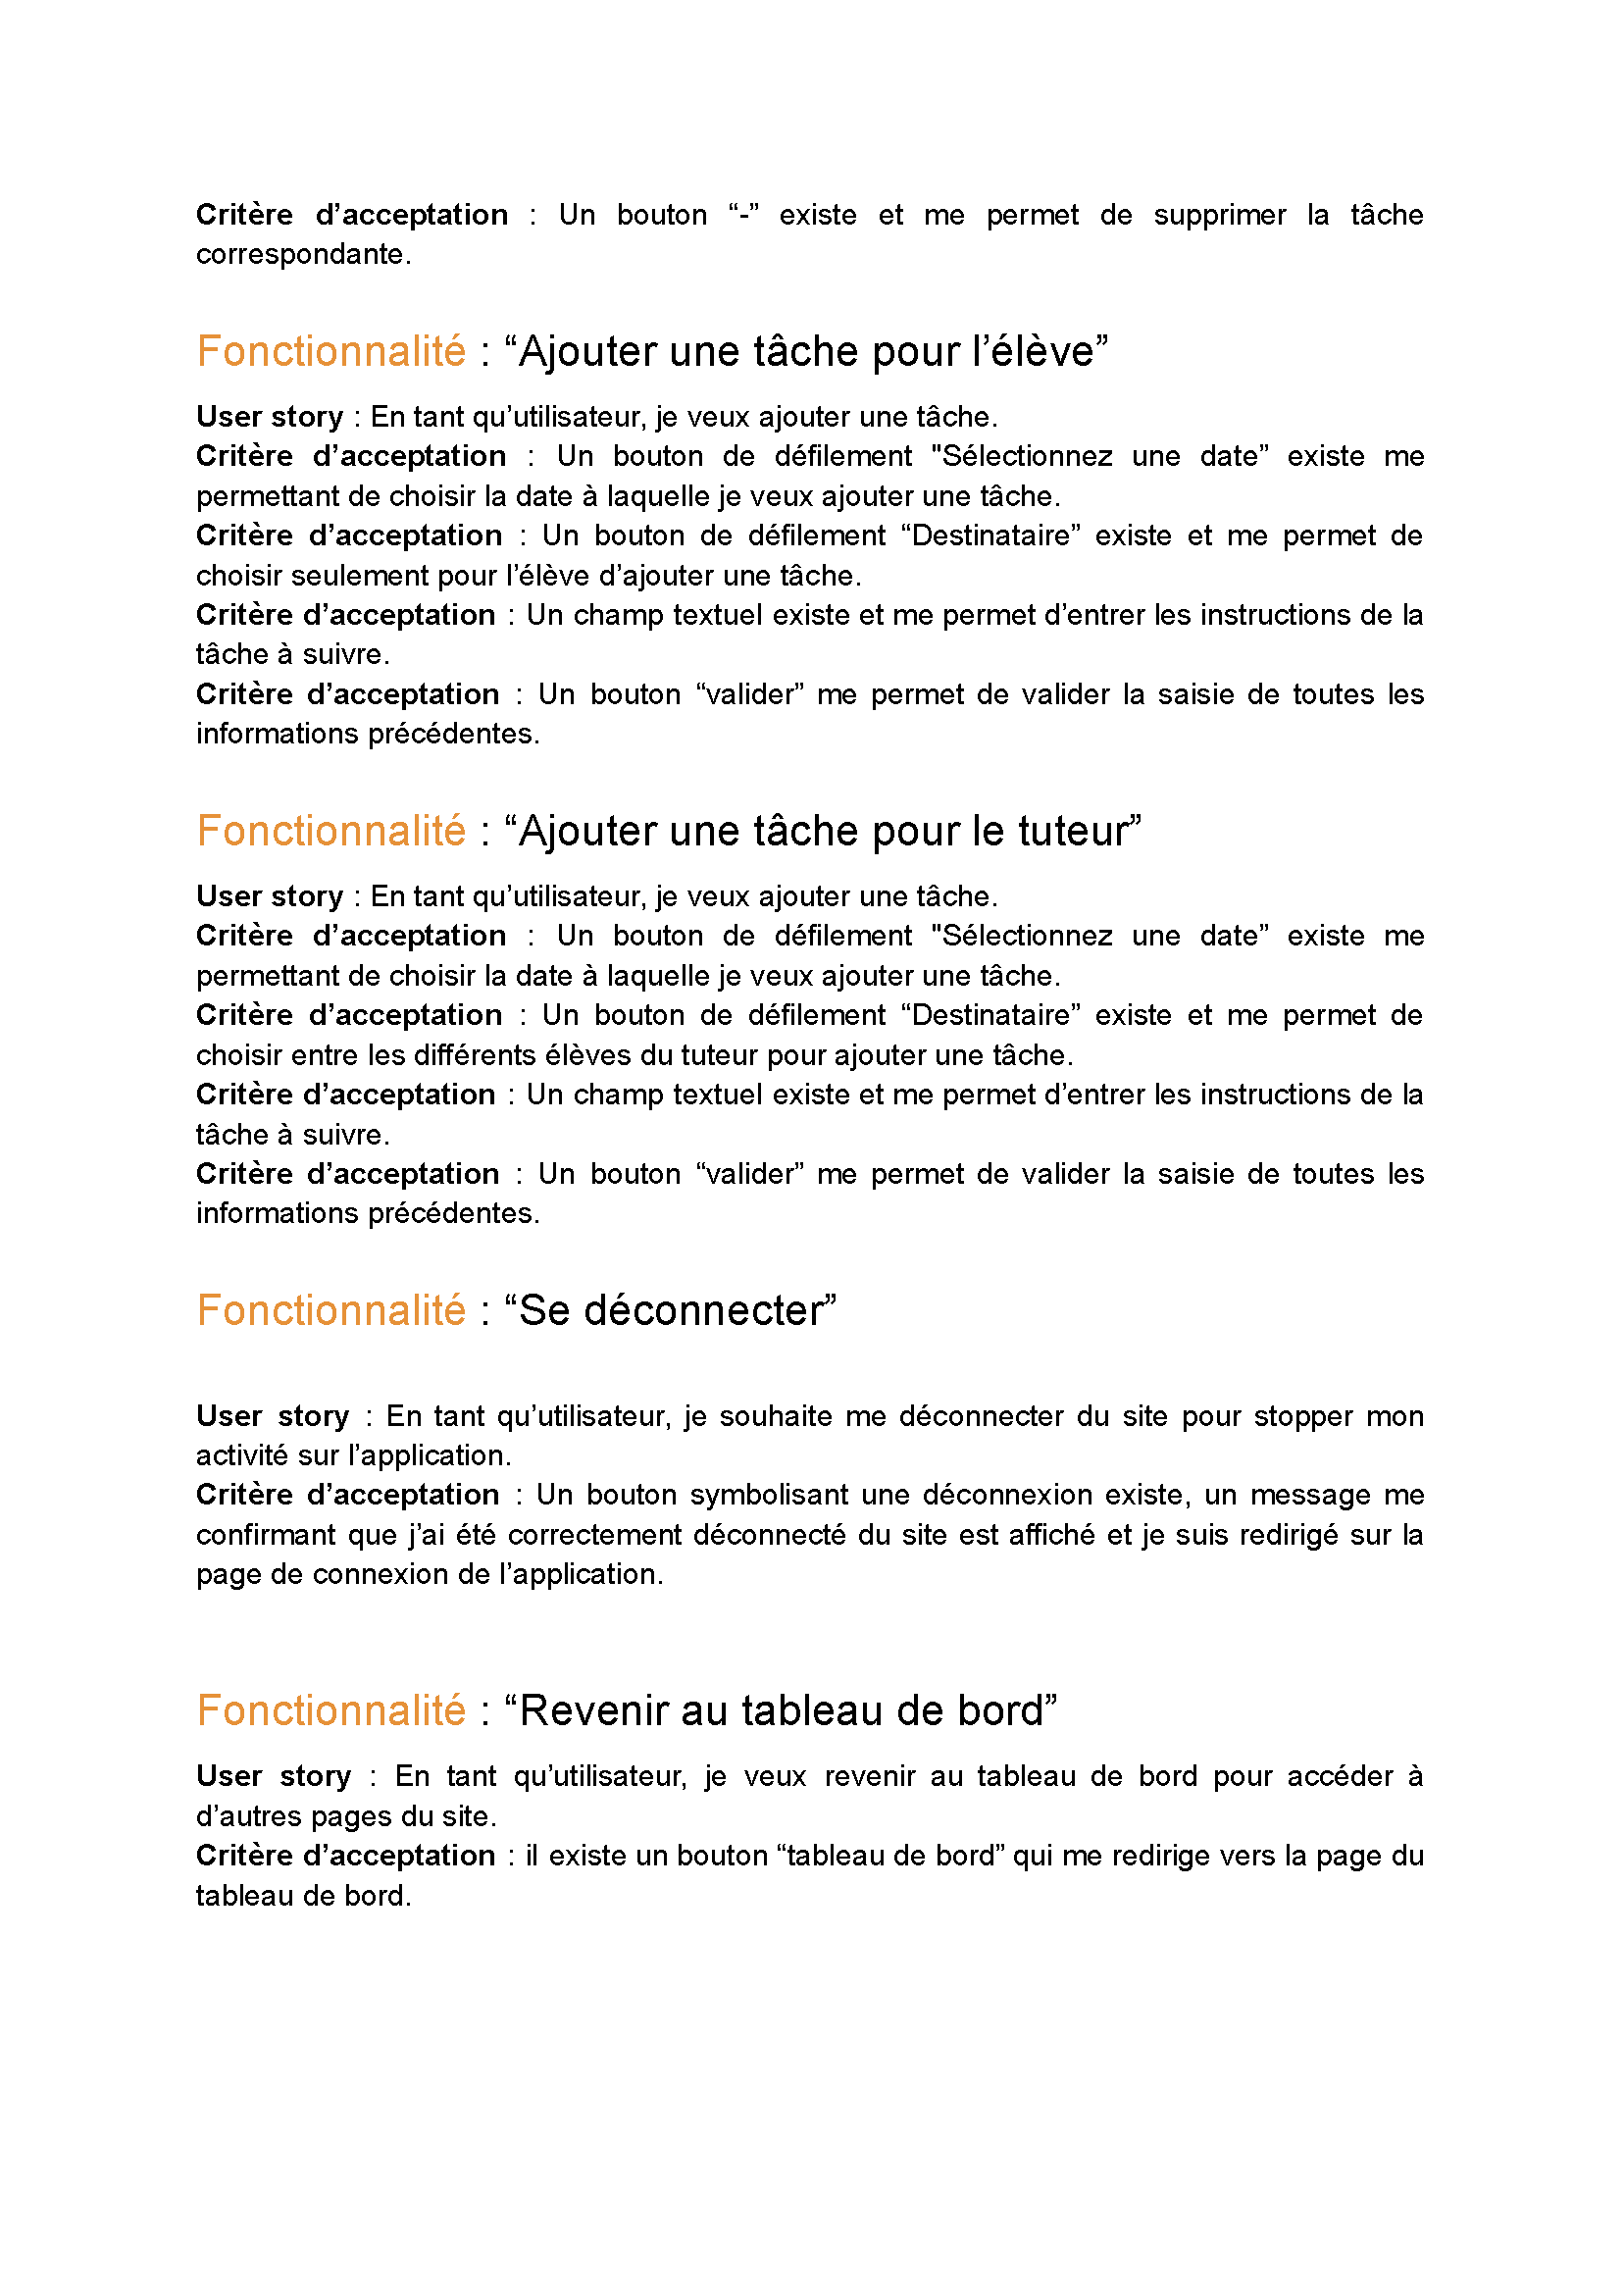 Critère d’acceptation : Un bouton “-” existe et me permet de supprimer la tâche
correspondante.
Fonctionnalité : “Ajouter une tâche pour l’élève”
User story : En tant qu’utilisateur, je veux ajouter une tâche.
Critère d’acceptation : Un bouton de défilement "Sélectionnez une date” existe me
permettant de choisir la date à laquelle je veux ajouter une tâche.
Critère d’acceptation : Un bouton de défilement “Destinataire” existe et me permet de
choisir seulement pour l’élève d’ajouter une tâche.
Critère d’acceptation : Un champ textuel existe et me permet d’entrer les instructions de la
tâche à suivre.
Critère d’acceptation : Un bouton “valider” me permet de valider la saisie de toutes les
informations précédentes.
Fonctionnalité : “Ajouter une tâche pour le tuteur”
User story : En tant qu’utilisateur, je veux ajouter une tâche.
Critère d’acceptation : Un bouton de défilement "Sélectionnez une date” existe me
permettant de choisir la date à laquelle je veux ajouter une tâche.
Critère d’acceptation : Un bouton de défilement “Destinataire” existe et me permet de
choisir entre les différents élèves du tuteur pour ajouter une tâche.
Critère d’acceptation : Un champ textuel existe et me permet d’entrer les instructions de la
tâche à suivre.
Critère d’acceptation : Un bouton “valider” me permet de valider la saisie de toutes les
informations précédentes.
Fonctionnalité : “Se déconnecter”
User story : En tant qu’utilisateur, je souhaite me déconnecter du site pour stopper mon
activité sur l’application.
Critère d’acceptation : Un bouton symbolisant une déconnexion existe, un message me
confirmant que j’ai été correctement déconnecté du site est affiché et je suis redirigé sur la
page de connexion de l’application.
Fonctionnalité : “Revenir au tableau de bord”
User story : En tant qu’utilisateur, je veux revenir au tableau de bord pour accéder à
d’autres pages du site.
Critère d’acceptation : il existe un bouton “tableau de bord” qui me redirige vers la page du
tableau de bord.